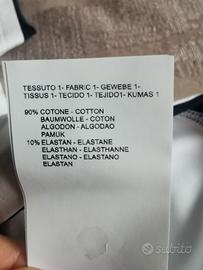 TESSUTO 1- FABRIC 1- GEWEBE 1-
TISSUS 1- TECIDO 1- TEJIDO1- KUMAS 1
90% COTONE - COTTON
BAUMWOLLE - COTON
ALGODON - ALGODAO
PAMUK
10% ELASTAN - ELASTANE
ELASTHAN - ELASTHANNE
ELASTANO - ELASTANO
ELASTAN
subito